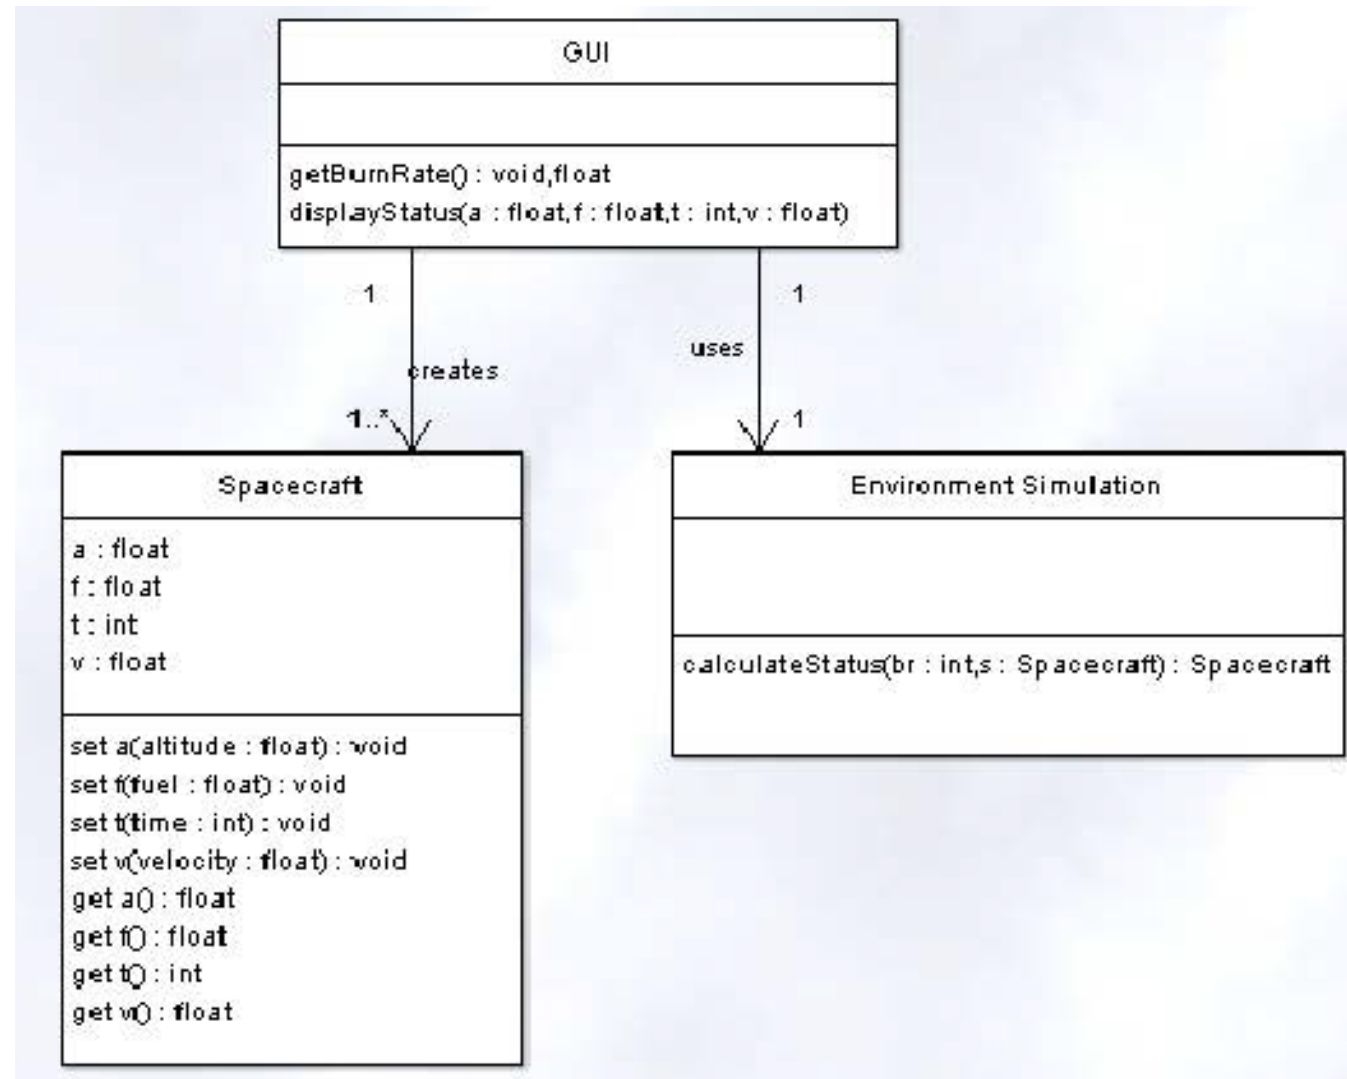 GUI
getBurnRate() : void,float
displayStatus(a : float,f : float,t : int,v : float)
1
1
creates
uses
1..*
1
Spacecraft
a : float
f : float
t : int
v : float
set a(altitude : float) : void
set f(fuel : float) : void
set t(time : int) : void
set v(velocity : float) : void
get a() : float
get f() : float
get t() : int
get v() : float
Environment Simulation
calculateStatus(br : int,s : Spacecraft) : Spacecraft